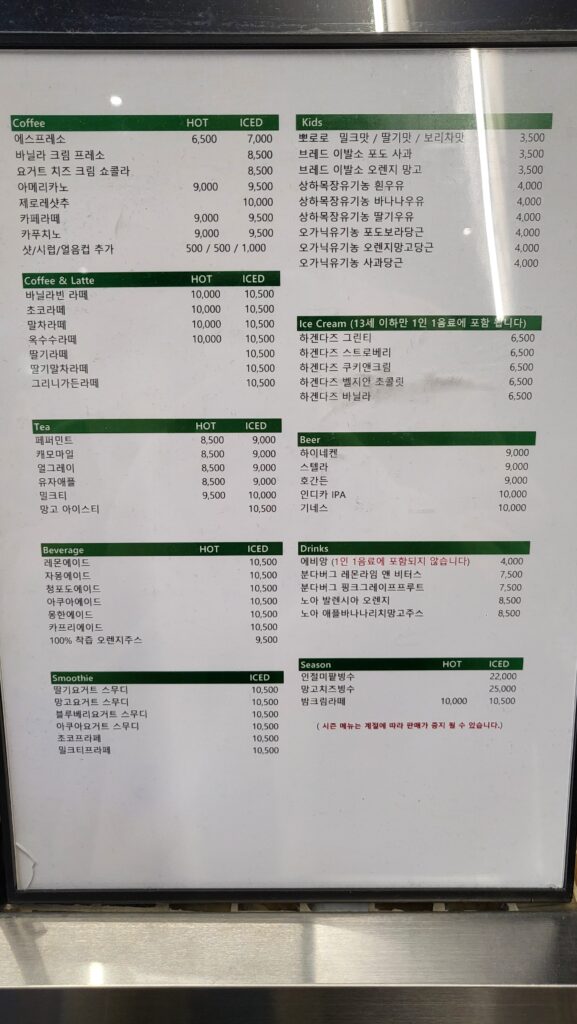 Coffee HOT ICED
에스프레소 6,500 7,000
바닐라 크림 프레소 8,500
요거트 치즈 크림 쇼콜라 8,500
아메리카노 9,000 9,500
제로레샷추 10,000
카페라떼 9,000 9,500
카푸치노 9,000 9,500
샷/시럽/얼음컵 추가 500 / 500 / 1,000
Coffee & Latte HOT ICED
바닐라빈 라떼 10,000 10,500
초코라떼 10,000 10,500
말차라떼 10,000 10,500
옥수수라떼 10,000 10,500
딸기라떼 10,500
딸기말차라떼 10,500
그리니가든라떼 10,500
Tea HOT ICED
페퍼민트 8,500 9,000
캐모마일 8,500 9,000
얼그레이 8,500 9,000
유자애플 8,500 9,000
밀크티 9,500 10,000
망고 아이스티 10,500
Beverage HOT ICED
레몬에이드 10,500
자몽에이드 10,500
청포도에이드 10,500
아쿠아에이드 10,500
몽한에이드 10,500
카프리에이드 10,500
100% 착즙 오렌지주스 9,500
Smoothie ICED
딸기요거트 스무디 10,500
망고요거트 스무디 10,500
블루베리요거트 스무디 10,500
아쿠아요거트 스무디 10,500
초코프라페 10,500
밀크티프라페 10,500
Kids
뽀로로 밀크맛 / 딸기맛 / 보리차맛 3,500
브레드 이발소 포도 사과 3,500
브레드 이발소 오렌지 망고 3,500
상하목장유기농 흰우유 4,000
상하목장유기농 바나나우유 4,000
상하목장유기농 딸기우유 4,000
오가닉유기농 포도보라당근 4,000
오가닉유기농 오렌지망고당근 4,000
오가닉유기농 사과당근 4,000
Ice Cream (13세 이하만 1인 1음료에 포함 됩니다)
하겐다즈 그린티 6,500
하겐다즈 스트로베리 6,500
하겐다즈 쿠키앤크림 6,500
하겐다즈 벨지안 초콜릿 6,500
하겐다즈 바닐라 6,500
Beer
하이네켄 9,000
스텔라 9,000
호간든 9,000
인디카 IPA 10,000
기네스 10,000
Drinks
에비앙 (1인 1음료에 포함되지 않습니다) 4,000
분다버그 레몬라임 앤 비터스 7,500
분다버그 핑크그레이프프루트 7,500
노아 발렌시아 오렌지 8,500
노아 애플바나나리치망고주스 8,500
Season HOT ICED
인절미팥빙수 22,000
망고치즈빙수 25,000
밤크림라떼 10,000 10,500
( 시즌 메뉴는 계절에 따라 판매가 중지 될 수 있습니다.)